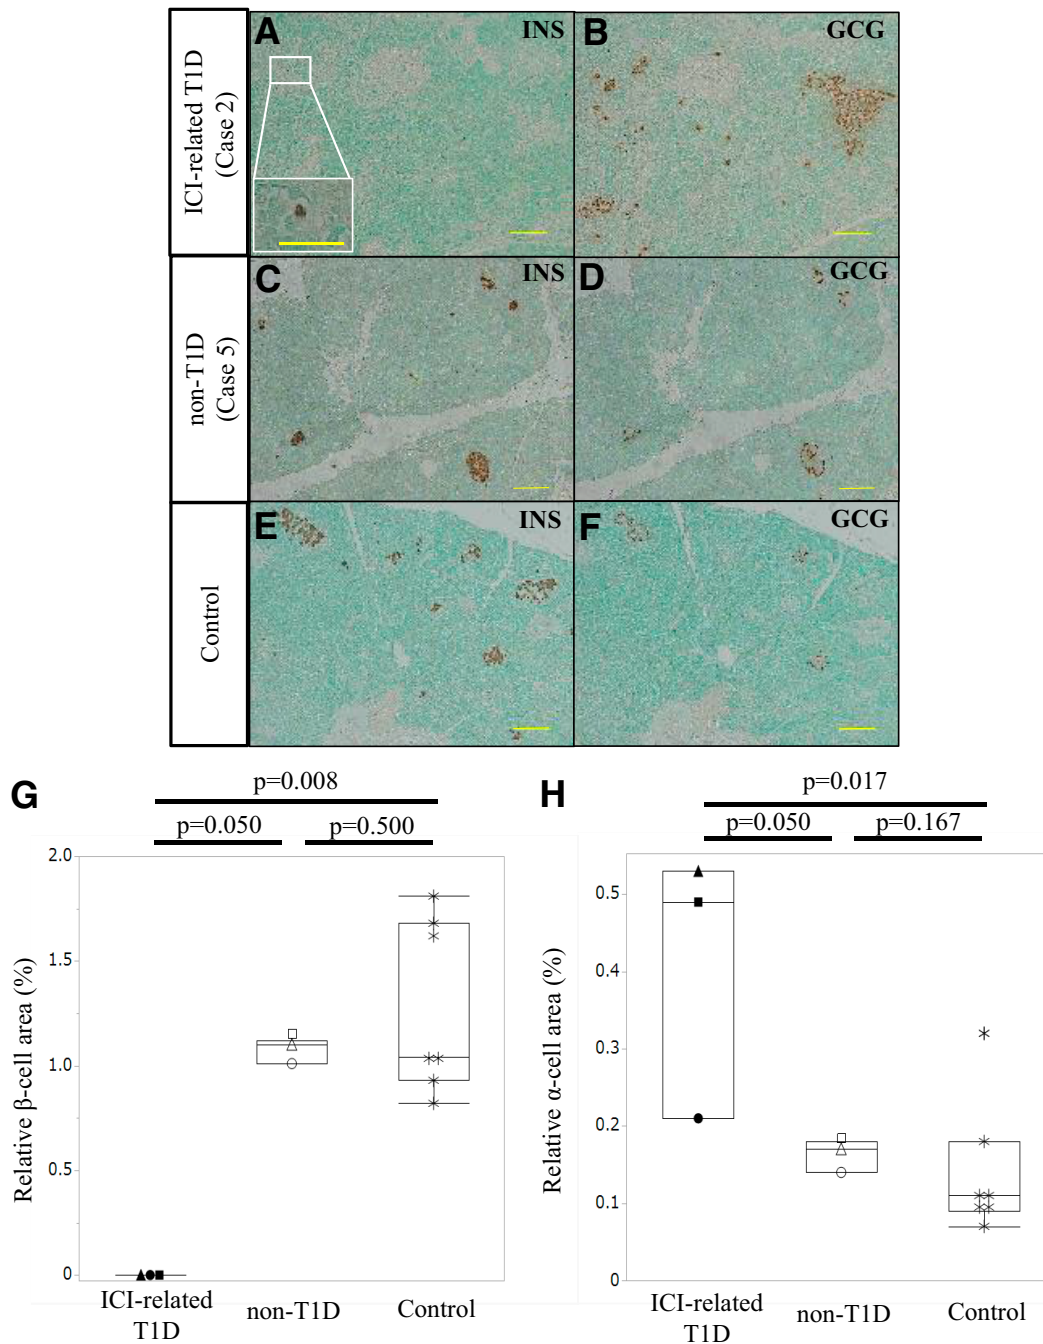 ICI-related T1D
(Case 2)
A
INS
B
GCG
non-T1D
(Case 5)
C
INS
D
GCG
Control
E
INS
F
GCG
G
p=0.008
p=0.050
p=0.500
Relative β-cell area (%)
2.0
1.5
1.0
0.5
0
ICI-related
T1D
non-T1D
Control
H
p=0.017
p=0.050
p=0.167
Relative α-cell area (%)
0.5
0.4
0.3
0.2
0.1
0
ICI-related
T1D
non-T1D
Control